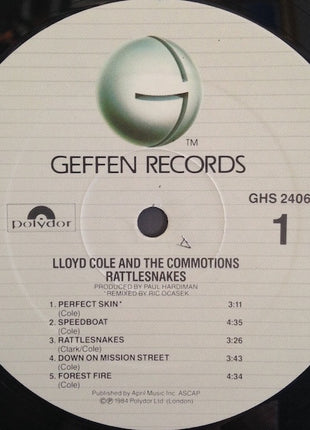 TM
GEFFEN RECORDS
polydor
GHS 2406
1
LLOYD COLE AND THE COMMOTIONS
RATTLESNAKES
PRODUCED BY PAUL HARDIMAN
*REMIXED BY RIC OCASEK
1. PERFECT SKIN* 3:11
(Cole)
2. SPEEDBOAT 4:35
(Cole)
3. RATTLESNAKES 3:26
(Clark/Cole)
4. DOWN ON MISSION STREET 3:43
(Cole)
5. FOREST FIRE 4:34
(Cole)
Published by April Music Inc. ASCAP
©℗ 1984 Polydor Ltd (London)